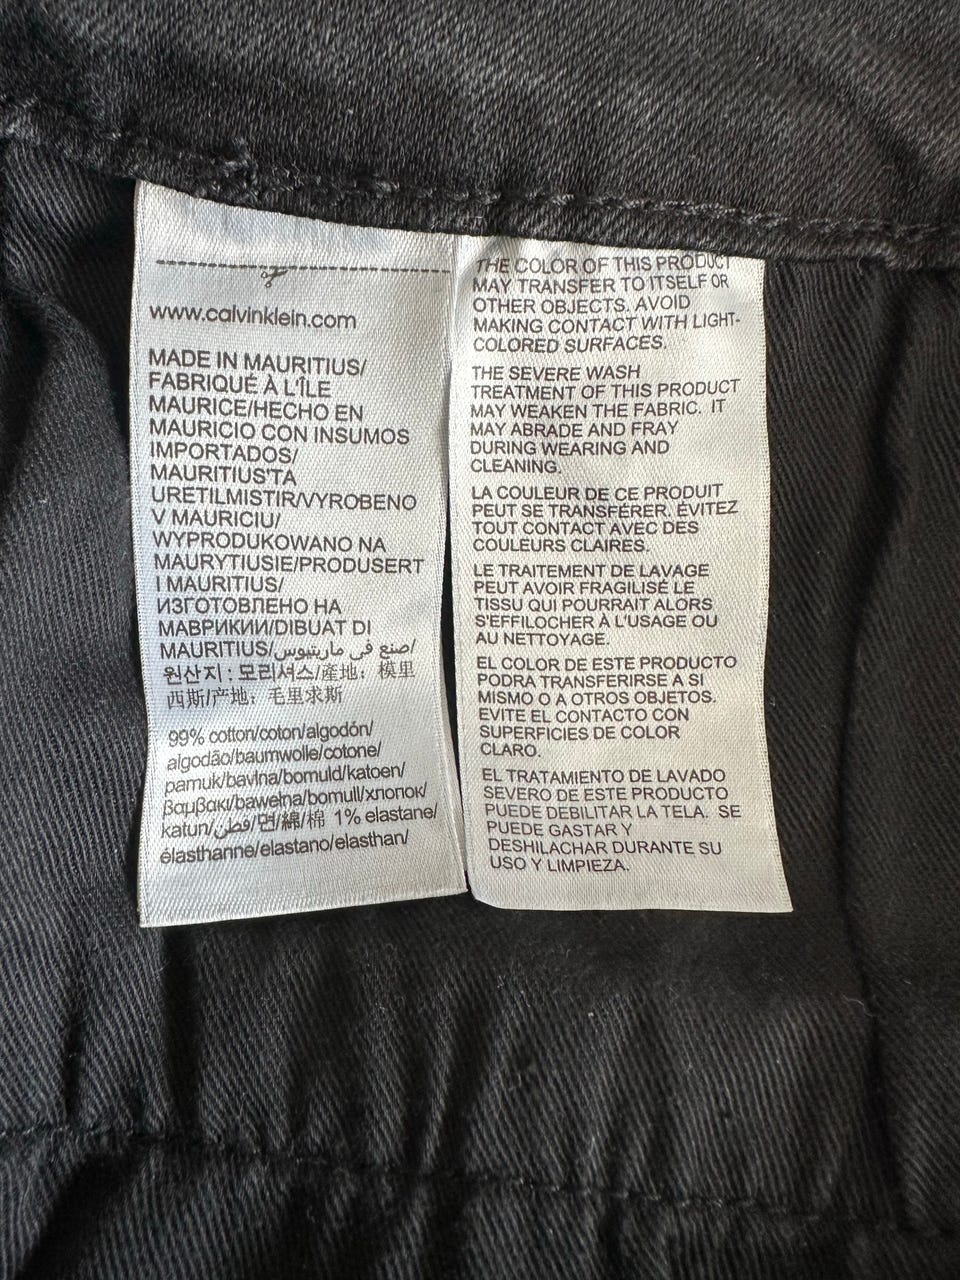 www.calvinklein.com
MADE IN MAURITIUS/
FABRIQUÉ À L'ÎLE
MAURICE/HECHO EN
MAURICIO CON INSUMOS
IMPORTADOS/
MAURITIUS'TA
URETILMISTIR/VYROBENO
V MAURICIU/
WYPRODUKOWANO NA
MAURYTIUSIE/PRODUSERT
I MAURITIUS/
ИЗГОТОВЛЕНО НА
МАВРИКИИ/DIBUAT DI
MAURITIUS/صنع في ماريتيوس/
원산지: 모리셔스/產地：模里
西斯/产地：毛里求斯
99% cotton/coton/algodón/
algodão/baumwolle/cotone/
pamuk/bavlna/bomuld/katoen/
βαμβακι/bawełna/bomull/хлопок/
katun/قطن/면/綿/棉 1% elastane/
élasthanne/elastano/elasthan/
THE COLOR OF THIS PRODUCT
MAY TRANSFER TO ITSELF OR
OTHER OBJECTS. AVOID
MAKING CONTACT WITH LIGHT-
COLORED SURFACES.
THE SEVERE WASH
TREATMENT OF THIS PRODUCT
MAY WEAKEN THE FABRIC. IT
MAY ABRADE AND FRAY
DURING WEARING AND
CLEANING.
LA COULEUR DE CE PRODUIT
PEUT SE TRANSFÉRER. ÉVITEZ
TOUT CONTACT AVEC DES
COULEURS CLAIRES.
LE TRAITEMENT DE LAVAGE
PEUT AVOIR FRAGILISÉ LE
TISSU QUI POURRAIT ALORS
S'EFFILOCHER À L'USAGE OU
AU NETTOYAGE.
EL COLOR DE ESTE PRODUCTO
PODRA TRANSFERIRSE A SI
MISMO O A OTROS OBJETOS.
EVITE EL CONTACTO CON
SUPERFICIES DE COLOR
CLARO.
EL TRATAMIENTO DE LAVADO
SEVERO DE ESTE PRODUCTO
PUEDE DEBILITAR LA TELA. SE
PUEDE GASTAR Y
DESHILACHAR DURANTE SU
USO Y LIMPIEZA.